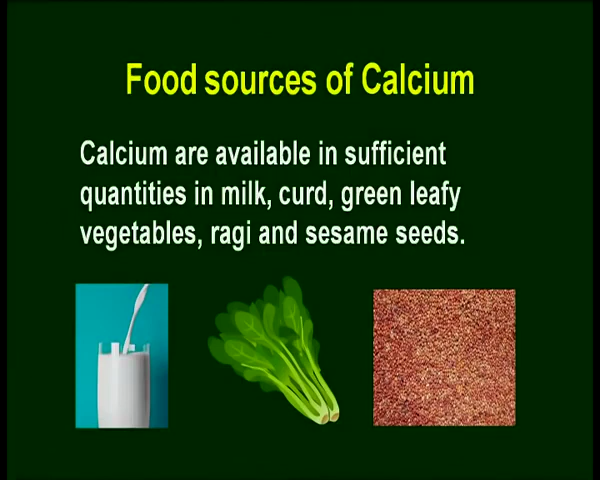 Food sources of Calcium
Calcium are available in sufficient
quantities in milk, curd, green leafy
vegetables, ragi and sesame seeds.